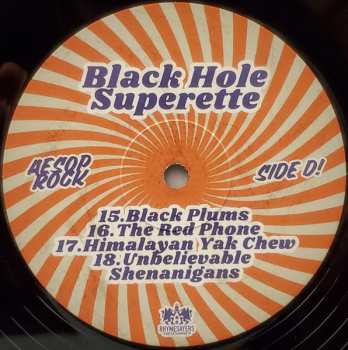 Black Hole
Superette
AESOP
ROCK
SIDE D!
15.Black Plums
16.The Red Phone
17.Himalayan Yak Chew
18.Unbelievable
Shenanigans
RHYMESAYERS
ENTERTAINMENT